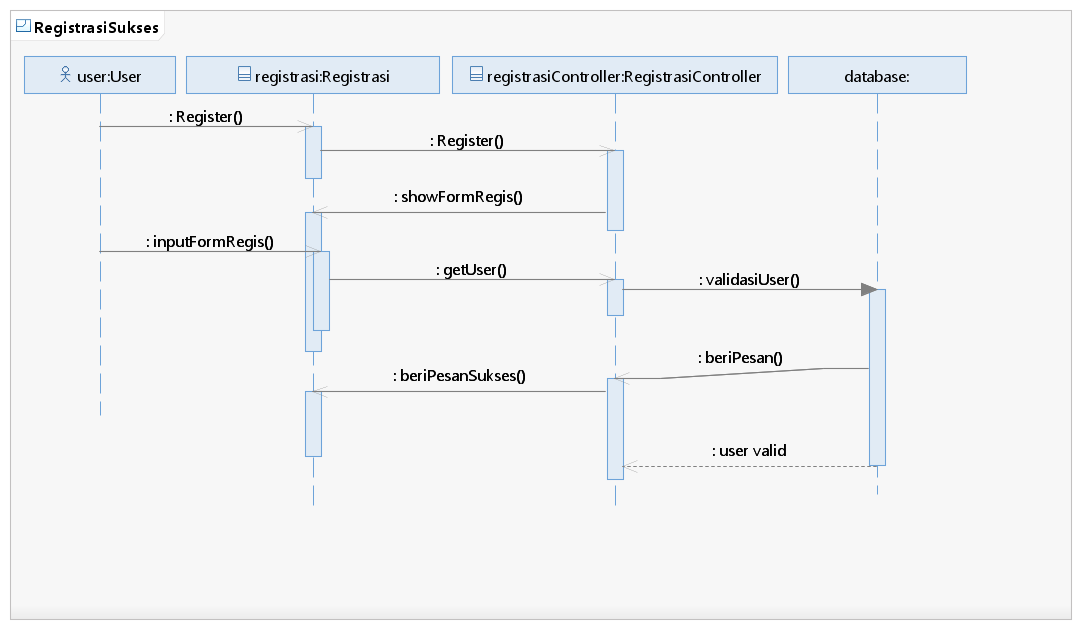 RegistrasiSukses
user:User
registrasi:Registrasi
registrasiController:RegistrasiController
database:
: Register()
: Register()
: showFormRegis()
: inputFormRegis()
: getUser()
: validasiUser()
: beriPesan()
: beriPesanSukses()
: user valid